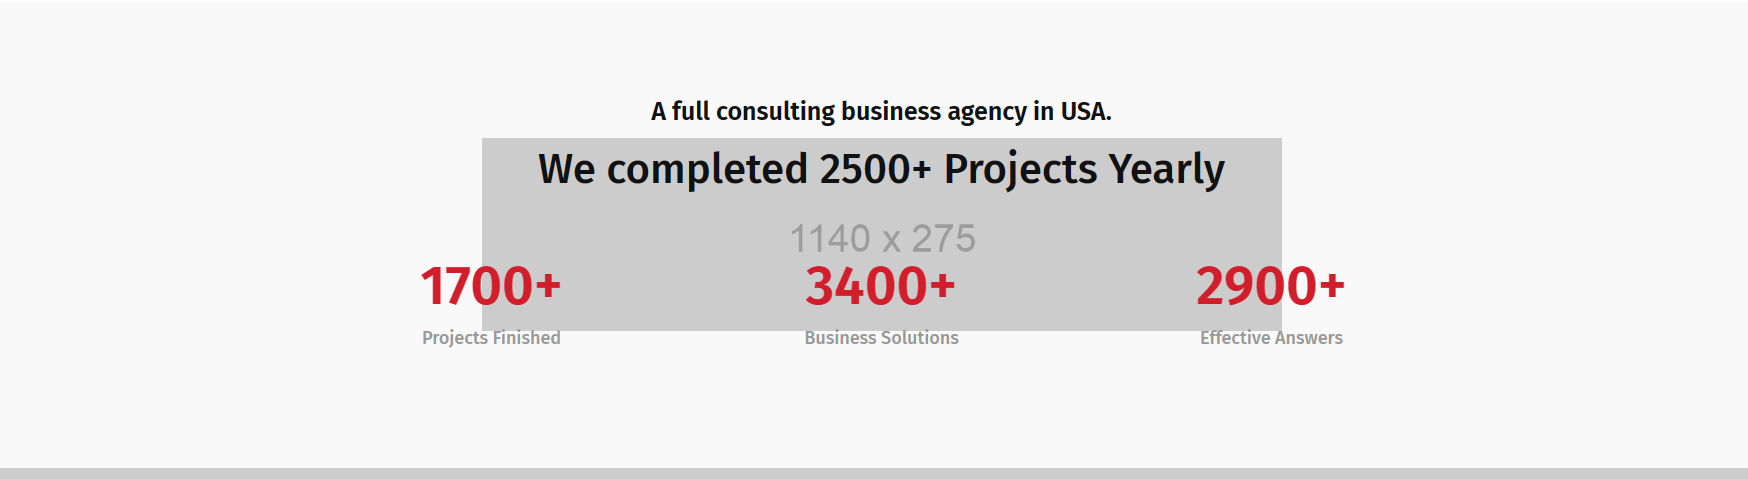 A full consulting business agency in USA.
We completed 2500+ Projects Yearly
1140 x 275
1700+ 3400+ 2900+
Projects Finished Business Solutions Effective Answers